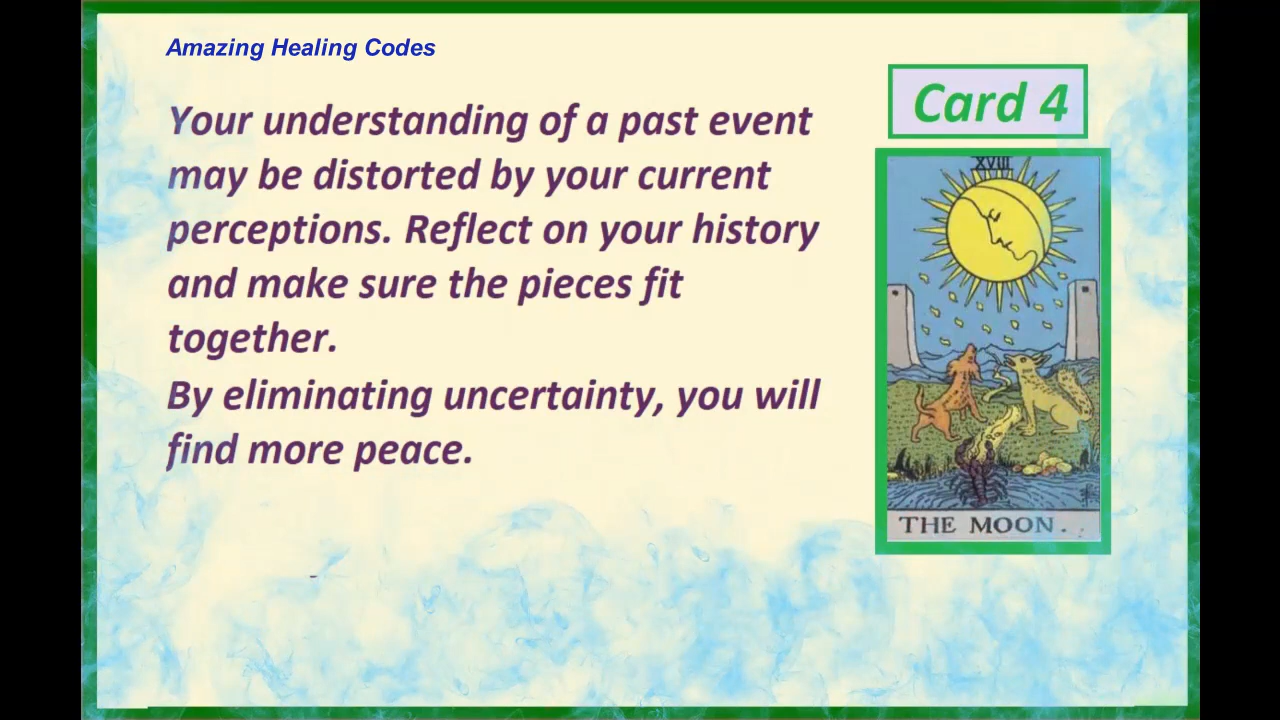 Amazing Healing Codes
Card 4
Your understanding of a past event
may be distorted by your current
perceptions. Reflect on your history
and make sure the pieces fit
together.
By eliminating uncertainty, you will
find more peace.
XVIII
THE MOON.